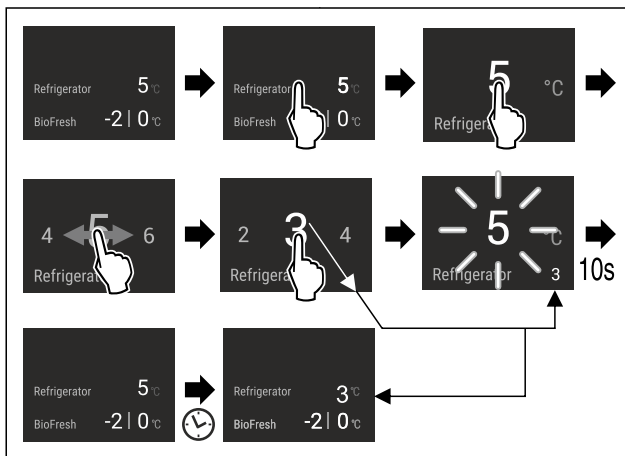 Refrigerator 5°C
BioFresh -2 | 0 °C
Refrigerator 5°C
BioFresh | 0 °C
5 °C
Refrigera
4 5 6
Refrigerat
2 3 4
Refrigera
5 °C
Refrigerator 3
10s
Refrigerator 5°C
BioFresh -2 | 0 °C
Refrigerator 3°C
BioFresh -2 | 0 °C